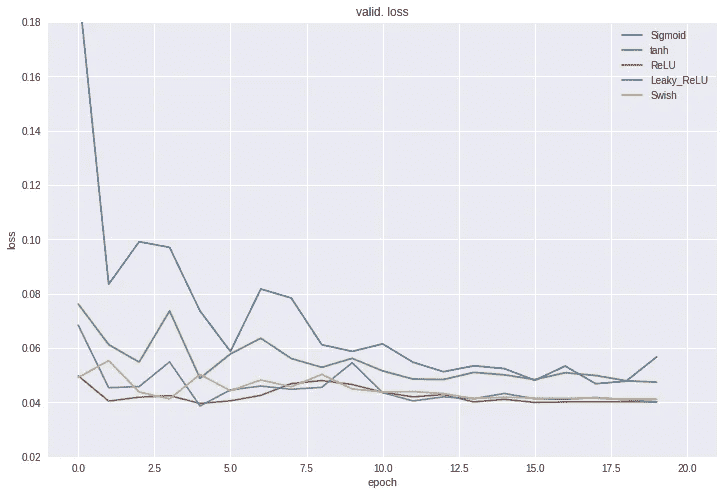 valid. loss
Sigmoid
tanh
ReLU
Leaky_ReLU
Swish
0.18
0.16
0.14
0.12
0.10
0.08
0.06
0.04
0.02
loss
0.0 2.5 5.0 7.5 10.0 12.5 15.0 17.5 20.0
epoch